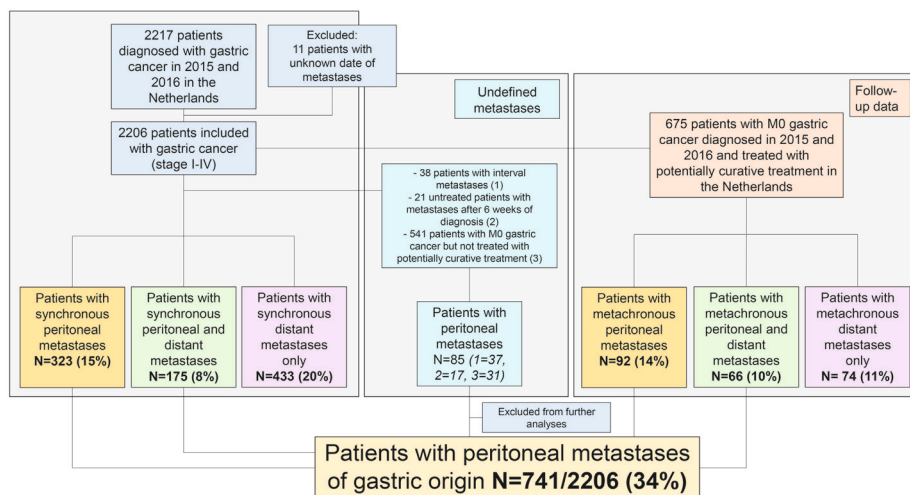 2217 patients
diagnosed with gastric
cancer in 2015 and
2016 in the
Netherlands
Excluded:
11 patients with
unknown date of
metastases
2206 patients included
with gastric cancer
(stage I-IV)
Patients with
synchronous
peritoneal
metastases
N=323 (15%)
Patients with
synchronous
peritoneal and
distant metastases
N=175 (8%)
Patients with
synchronous distant
metastases only
N=433 (20%)
Undefined
metastases
- 38 patients with interval
metastases (1)
- 21 untreated patients with
metastases after 6 weeks of
diagnosis (2)
- 541 patients with M0 gastric
cancer but not treated with
potentially curative treatment (3)
Patients with
peritoneal
metastases
N=85 (1=37,
2=17, 3=31)
Excluded from further
analyses
Follow-
up data
675 patients with M0 gastric
cancer diagnosed in 2015 and
2016 and treated with
potentially curative treatment in
the Netherlands
Patients with
metachronous
peritoneal
metastases
N=92 (14%)
Patients with
metachronous
peritoneal and
distant metastases
N=66 (10%)
Patients with
metachronous
distant metastases
only
N= 74 (11%)
Patients with peritoneal metastases
of gastric origin N=741/2206 (34%)